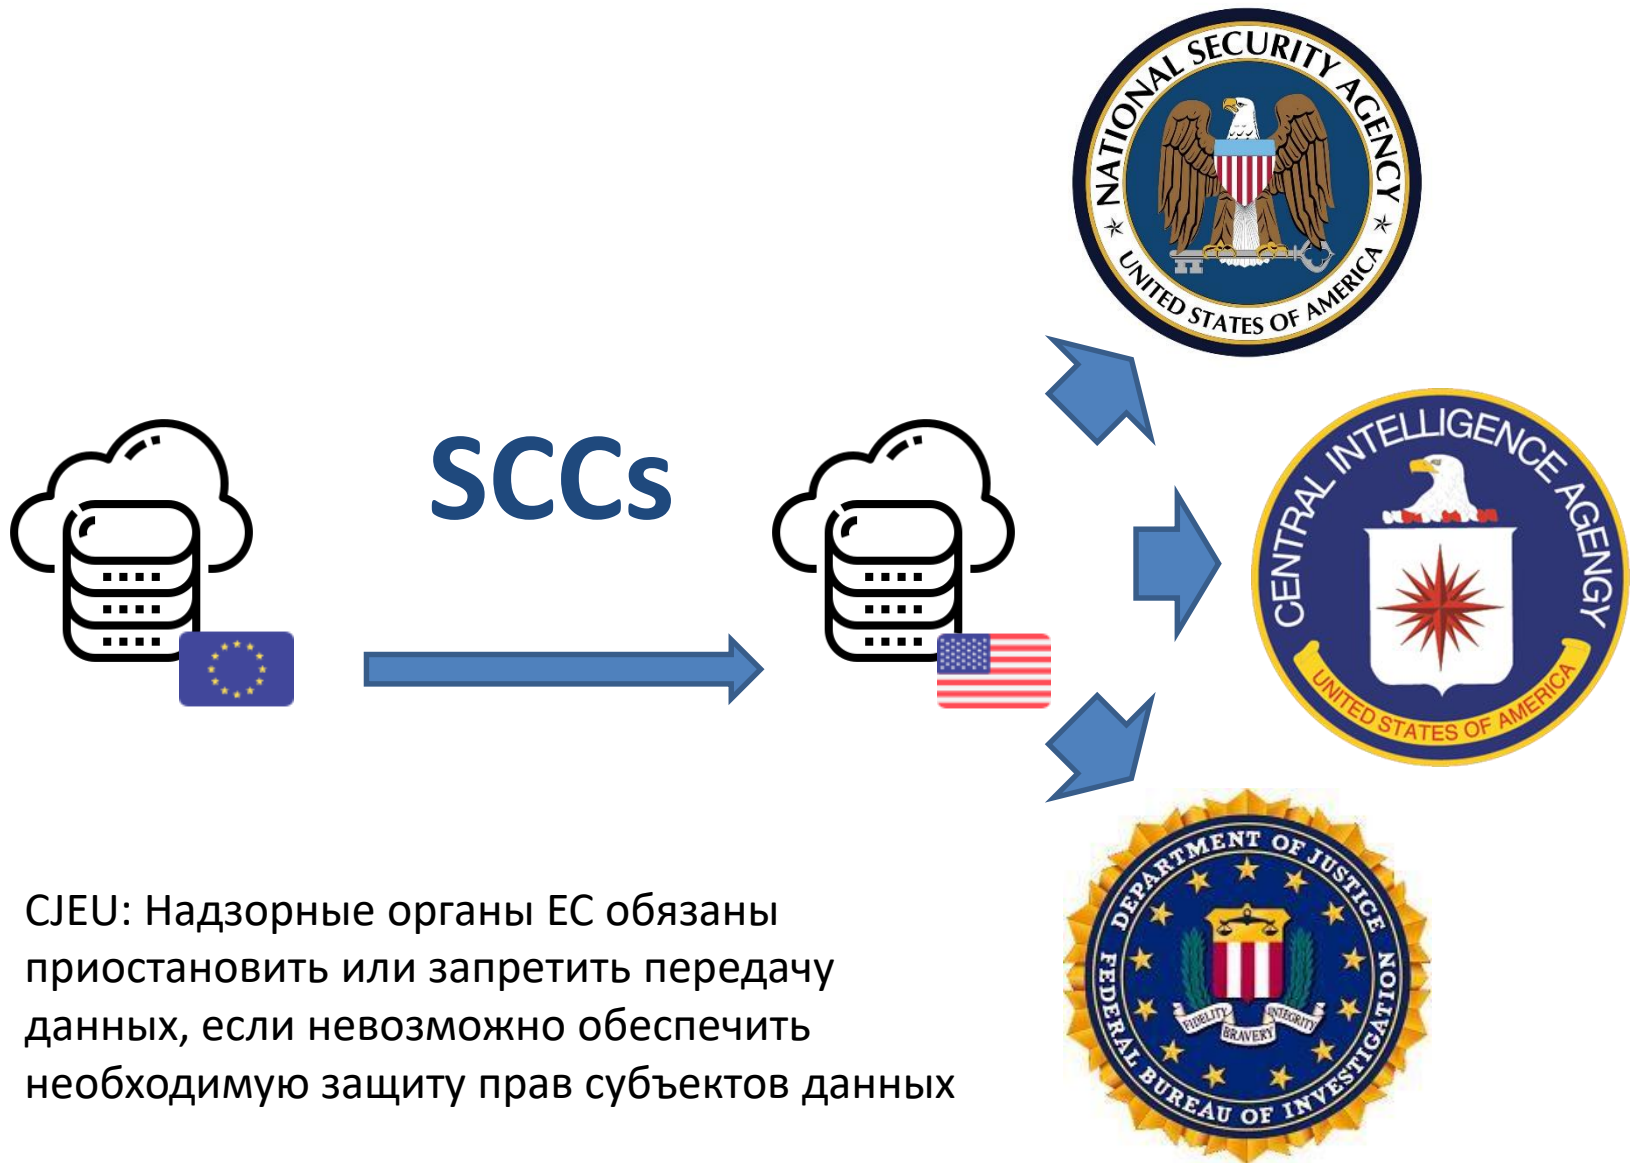 NATIONAL SECURITY AGENCY
UNITED STATES OF AMERICA
SCCs
CENTRAL INTELLIGENCE AGENCY
UNITED STATES OF AMERICA
DEPARTMENT OF JUSTICE
FIDELITY BRAVERY INTEGRITY
FEDERAL BUREAU OF INVESTIGATION
CJEU: Надзорные органы ЕС обязаны
приостановить или запретить передачу
данных, если невозможно обеспечить
необходимую защиту прав субъектов данных